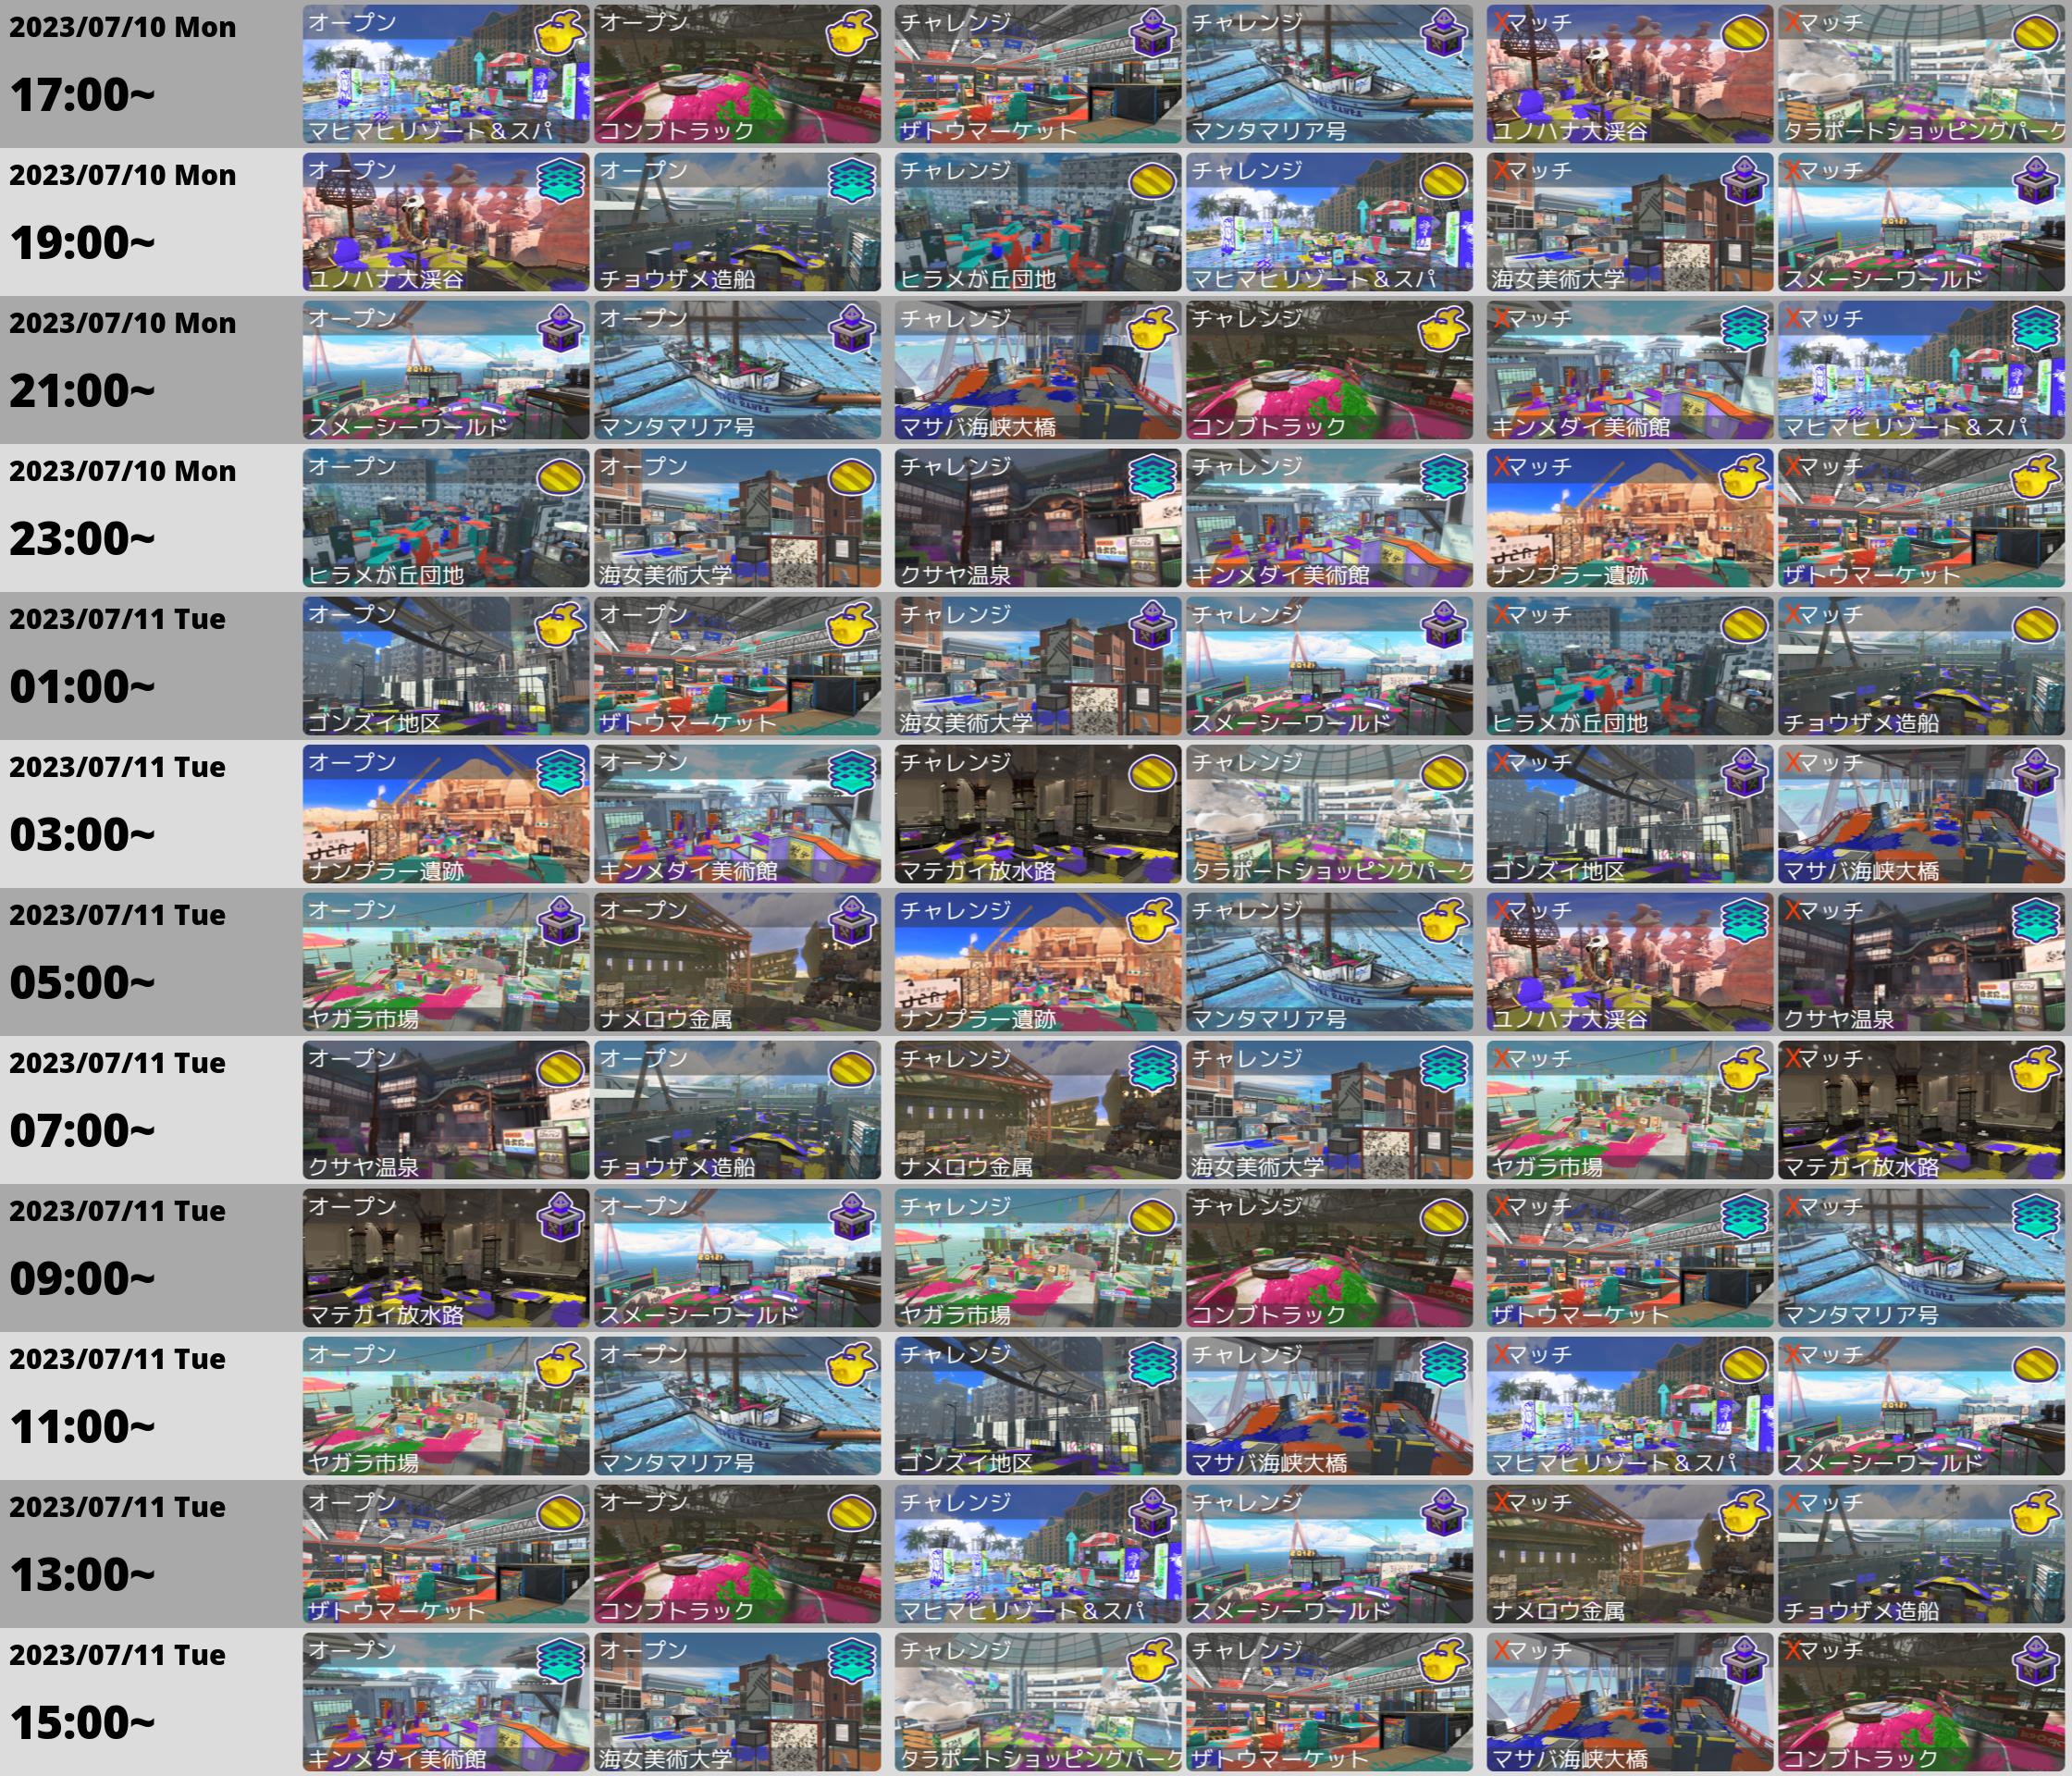 2023/07/10 Mon
17:00~
オープン
オープン
チャレンジ
チャレンジ
Xマッチ
Xマッチ
マヒマヒリゾート&スパ
コンブトラック
ザトウマーケット
マンタマリア号
ユノハナ大渓谷
タラポートショッピングパーク
2023/07/10 Mon
19:00~
オープン
オープン
チャレンジ
チャレンジ
Xマッチ
Xマッチ
ユノハナ大渓谷
チョウザメ造船
ヒラメが丘団地
マヒマヒリゾート&スパ
海女美術大学
スメーシーワールド
2023/07/10 Mon
21:00~
オープン
オープン
チャレンジ
チャレンジ
Xマッチ
Xマッチ
スメーシーワールド
マンタマリア号
マサバ海峡大橋
コンブトラック
キンメダイ美術館
マヒマヒリゾート&スパ
2023/07/10 Mon
23:00~
オープン
オープン
チャレンジ
チャレンジ
Xマッチ
Xマッチ
ヒラメが丘団地
海女美術大学
クサヤ温泉
キンメダイ美術館
ナンプラー遺跡
ザトウマーケット
2023/07/11 Tue
01:00~
オープン
オープン
チャレンジ
チャレンジ
Xマッチ
Xマッチ
ゴンズイ地区
ザトウマーケット
海女美術大学
スメーシーワールド
ヒラメが丘団地
チョウザメ造船
2023/07/11 Tue
03:00~
オープン
オープン
チャレンジ
チャレンジ
Xマッチ
Xマッチ
ナンプラー遺跡
キンメダイ美術館
マテガイ放水路
タラポートショッピングパーク
ゴンズイ地区
マサバ海峡大橋
2023/07/11 Tue
05:00~
オープン
オープン
チャレンジ
チャレンジ
Xマッチ
Xマッチ
ヤガラ市場
ナメロウ金属
ナンプラー遺跡
マンタマリア号
ユノハナ大渓谷
クサヤ温泉
2023/07/11 Tue
07:00~
オープン
オープン
チャレンジ
チャレンジ
Xマッチ
Xマッチ
クサヤ温泉
チョウザメ造船
ナメロウ金属
海女美術大学
ヤガラ市場
マテガイ放水路
2023/07/11 Tue
09:00~
オープン
オープン
チャレンジ
チャレンジ
Xマッチ
Xマッチ
マテガイ放水路
スメーシーワールド
ヤガラ市場
コンブトラック
ザトウマーケット
マンタマリア号
2023/07/11 Tue
11:00~
オープン
オープン
チャレンジ
チャレンジ
Xマッチ
Xマッチ
ヤガラ市場
マンタマリア号
ゴンズイ地区
マサバ海峡大橋
マヒマヒリゾート&スパ
スメーシーワールド
2023/07/11 Tue
13:00~
オープン
オープン
チャレンジ
チャレンジ
Xマッチ
Xマッチ
ザトウマーケット
コンブトラック
マヒマヒリゾート&スパ
スメーシーワールド
ナメロウ金属
チョウザメ造船
2023/07/11 Tue
15:00~
オープン
オープン
チャレンジ
チャレンジ
Xマッチ
Xマッチ
キンメダイ美術館
海女美術大学
タラポートショッピングパーク
ザトウマーケット
マサバ海峡大橋
コンブトラック